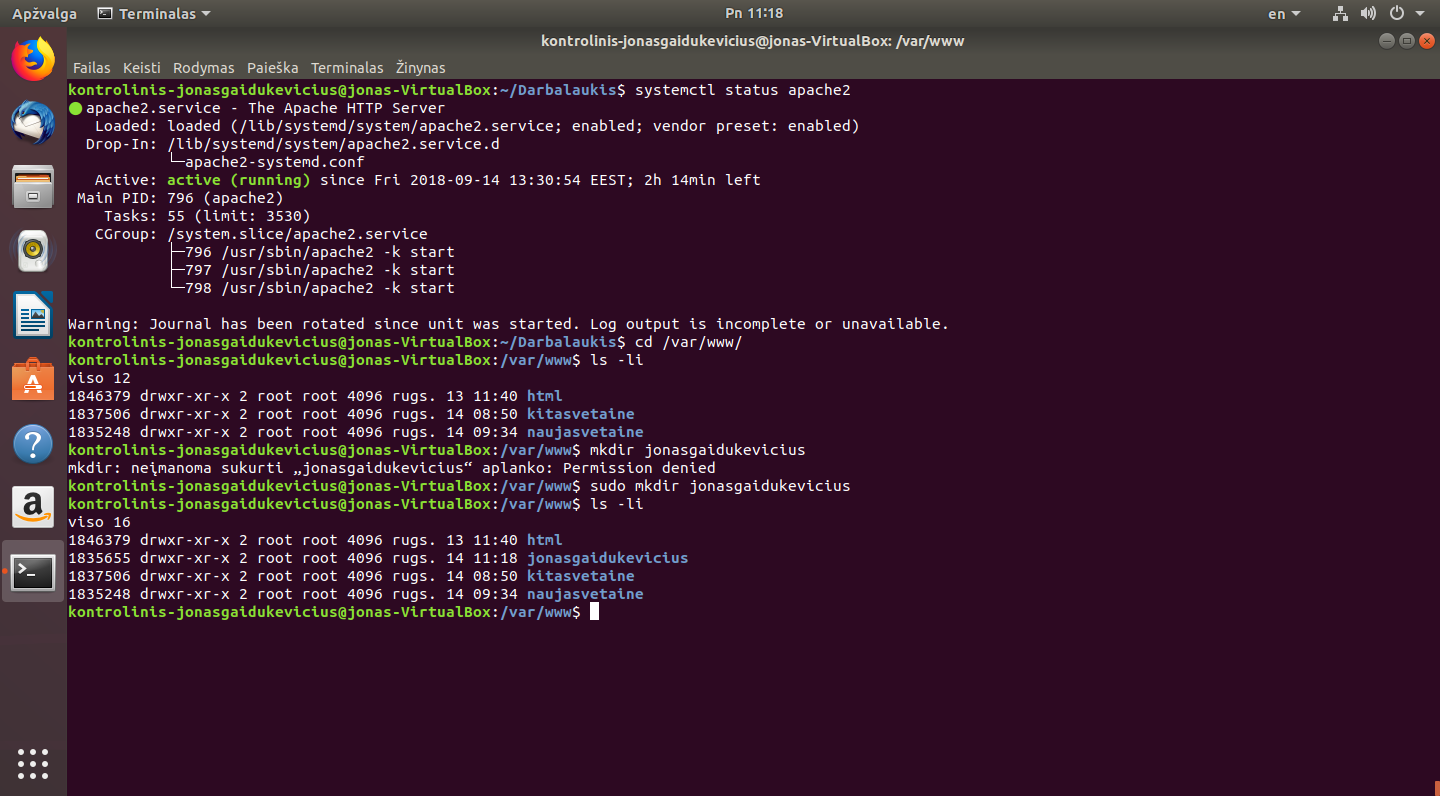 Apžvalga Terminalas Pn 11:18 en
kontrolinis-jonasgaidukevicius@jonas-VirtualBox: /var/www
Failas Keisti Rodymas Paieška Terminalas Žinynas
kontrolinis-jonasgaidukevicius@jonas-VirtualBox:~/Darbalaukis$ systemctl status apache2
● apache2.service - The Apache HTTP Server
   Loaded: loaded (/lib/systemd/system/apache2.service; enabled; vendor preset: enabled)
  Drop-In: /lib/systemd/system/apache2.service.d
           └─apache2-systemd.conf
   Active: active (running) since Fri 2018-09-14 13:30:54 EEST; 2h 14min left
 Main PID: 796 (apache2)
    Tasks: 55 (limit: 3530)
   CGroup: /system.slice/apache2.service
           ├─796 /usr/sbin/apache2 -k start
           ├─797 /usr/sbin/apache2 -k start
           └─798 /usr/sbin/apache2 -k start
Warning: Journal has been rotated since unit was started. Log output is incomplete or unavailable.
kontrolinis-jonasgaidukevicius@jonas-VirtualBox:~/Darbalaukis$ cd /var/www/
kontrolinis-jonasgaidukevicius@jonas-VirtualBox:/var/www$ ls -li
viso 12
1846379 drwxr-xr-x 2 root root 4096 rugs. 13 11:40 html
1837506 drwxr-xr-x 2 root root 4096 rugs. 14 08:50 kitasvetaine
1835248 drwxr-xr-x 2 root root 4096 rugs. 14 09:34 naujasvetaine
kontrolinis-jonasgaidukevicius@jonas-VirtualBox:/var/www$ mkdir jonasgaidukevicius
mkdir: neįmanoma sukurti „jonasgaidukevicius“ aplanko: Permission denied
kontrolinis-jonasgaidukevicius@jonas-VirtualBox:/var/www$ sudo mkdir jonasgaidukevicius
kontrolinis-jonasgaidukevicius@jonas-VirtualBox:/var/www$ ls -li
viso 16
1846379 drwxr-xr-x 2 root root 4096 rugs. 13 11:40 html
1835655 drwxr-xr-x 2 root root 4096 rugs. 14 11:18 jonasgaidukevicius
1837506 drwxr-xr-x 2 root root 4096 rugs. 14 08:50 kitasvetaine
1835248 drwxr-xr-x 2 root root 4096 rugs. 14 09:34 naujasvetaine
kontrolinis-jonasgaidukevicius@jonas-VirtualBox:/var/www$